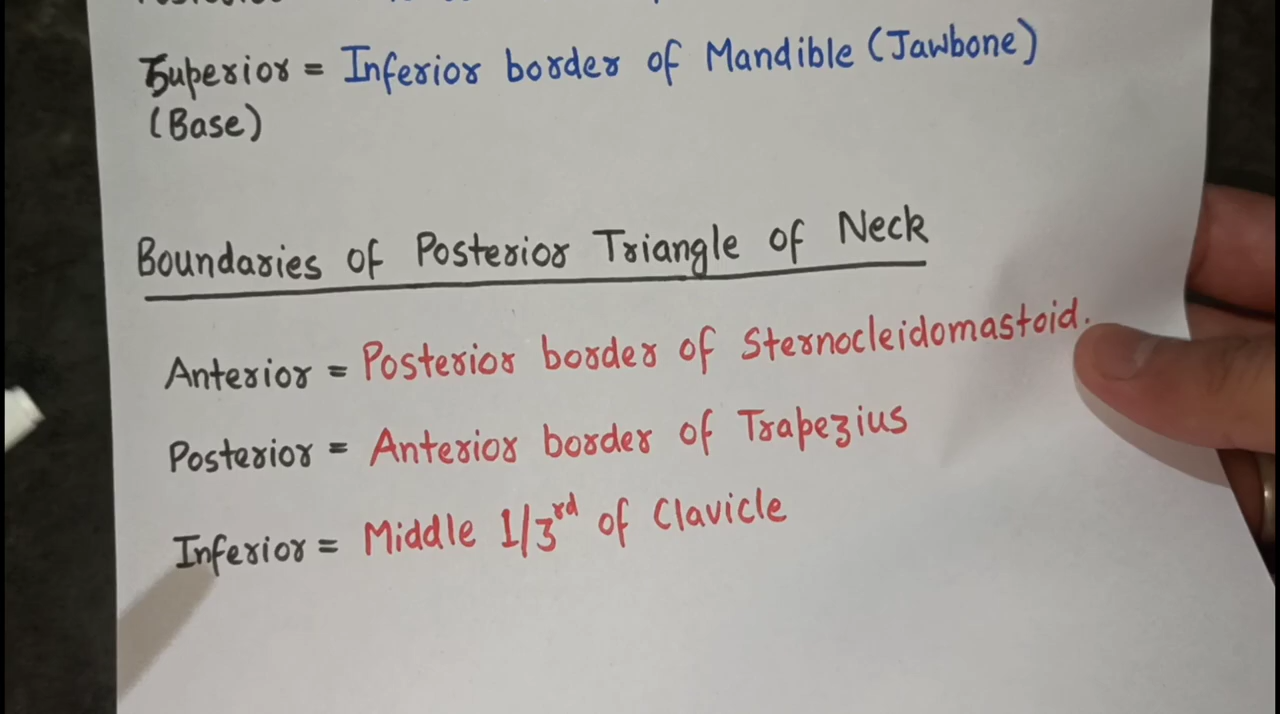 Superior = Inferior border of Mandible (Jawbone)
(Base)
Boundaries of Posterior Triangle of Neck
Anterior = Posterior border of Sternocleidomastoid.
Posterior = Anterior border of Trapezius
Inferior = Middle 1/3rd of Clavicle